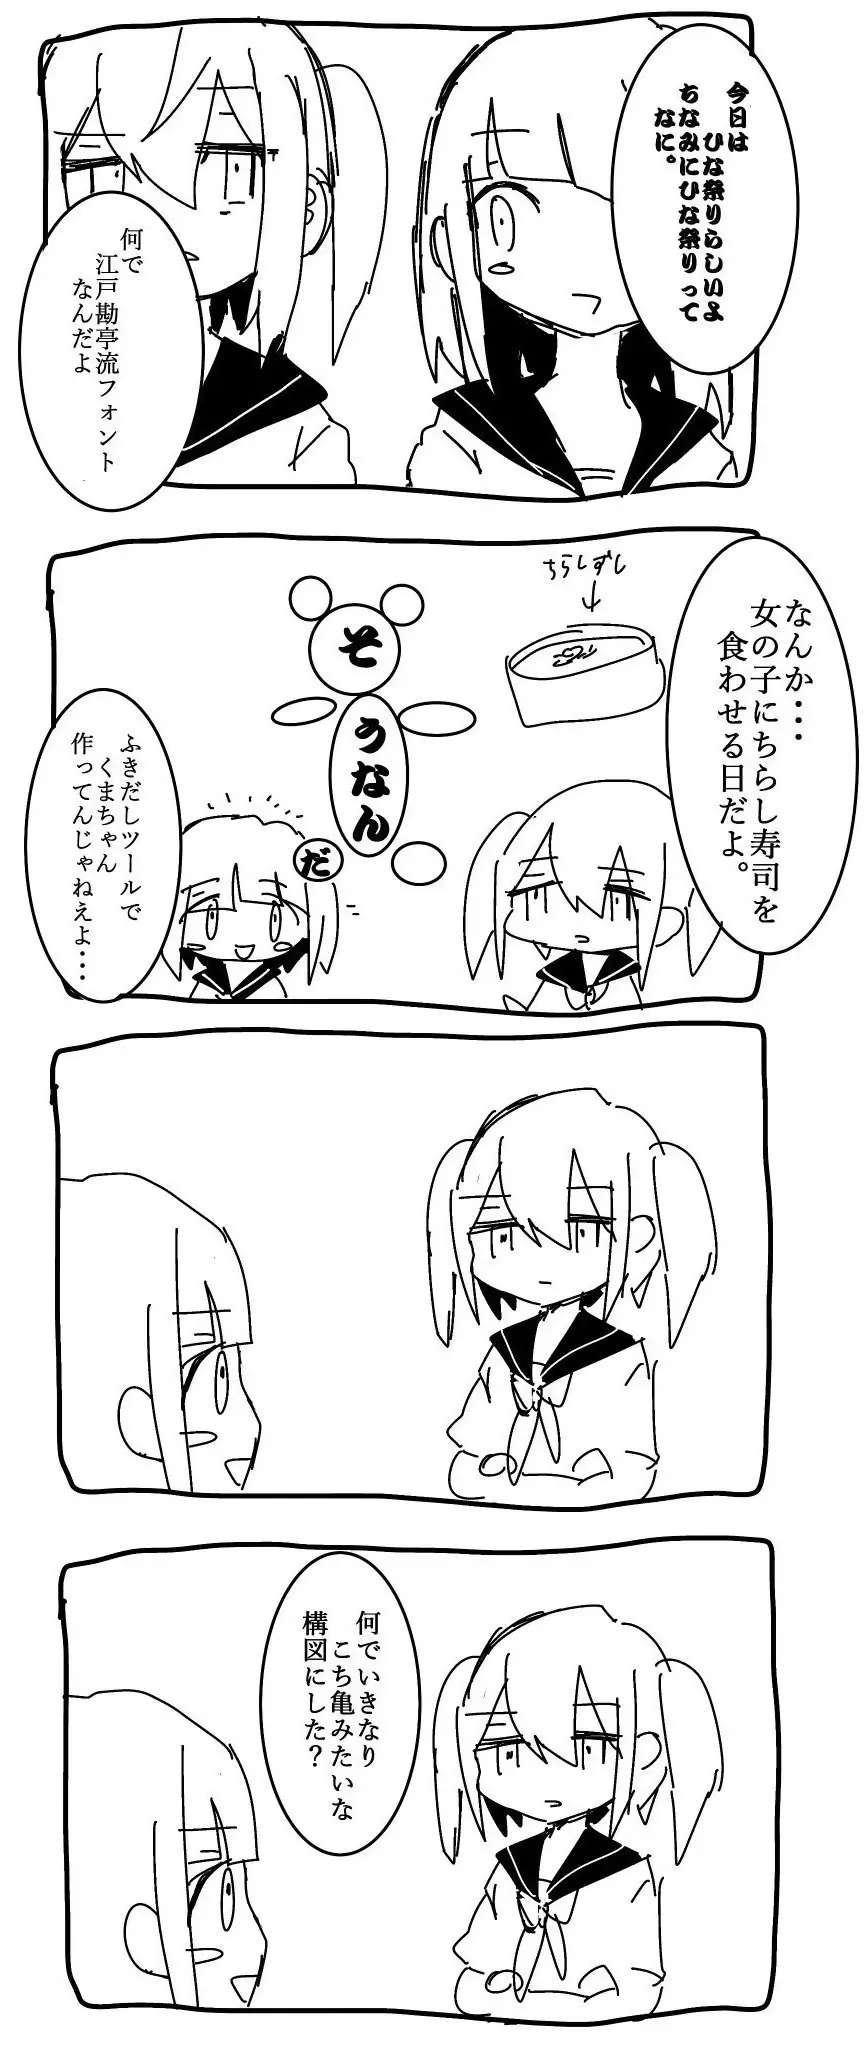 今日は
ひな祭りらしいよ
ちなみにひな祭りって
なに。
何で
江戸勘亭流フォント
なんだよ
なんか・・・
女の子にちらし寿司を
食わせる日だよ。
ちらしずし
そ
うなん
だ
ふきだしツールで
くまちゃん
作ってんじゃねえよ・・・
何でいきなり
こち亀みたいな
構図にした？